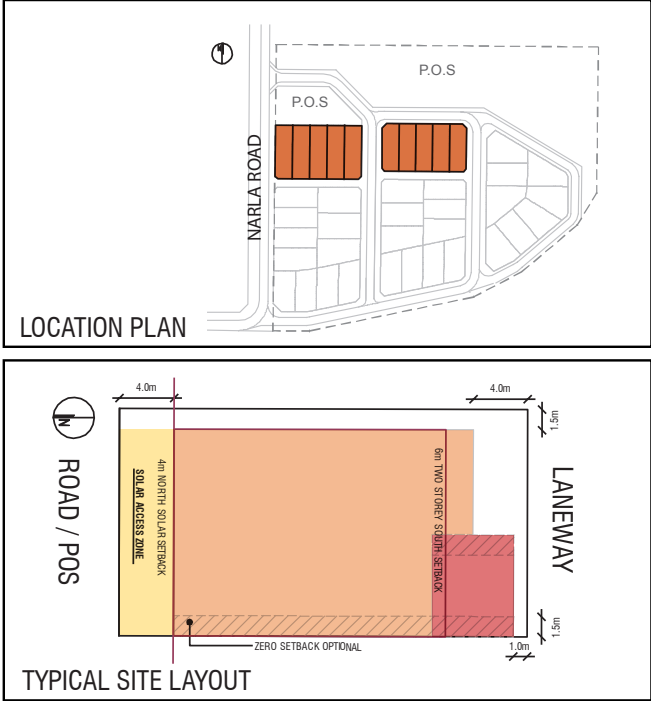 P.O.S
P.O.S
NARLA ROAD
LOCATION PLAN
4.0m
4.0m
1.5m
N
ROAD / POS
SOLAR ACCESS ZONE
4m NORTH SOLAR SETBACK
6m TWO STOREY SOUTH SETBACK
LANEWAY
1.5m
1.0m
ZERO SETBACK OPTIONAL
TYPICAL SITE LAYOUT